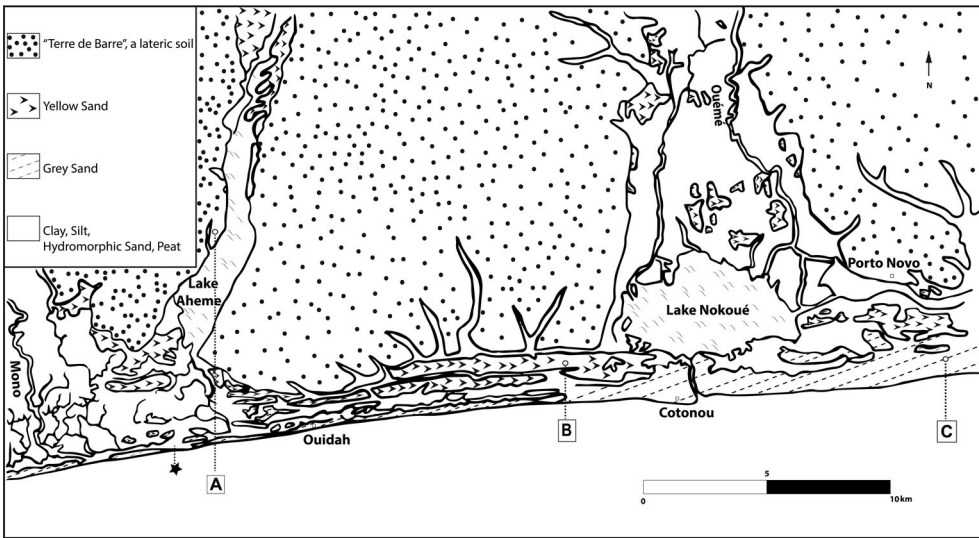 "Terre de Barre", a lateric soil
Yellow Sand
Grey Sand
Clay, Silt,
Hydromorphic Sand, Peat
N
Ouémé
Porto Novo
Lake
Aheme
Lake Nokoué
Mono
Ouidah
Cotonou
A
B
C
5
0
10km